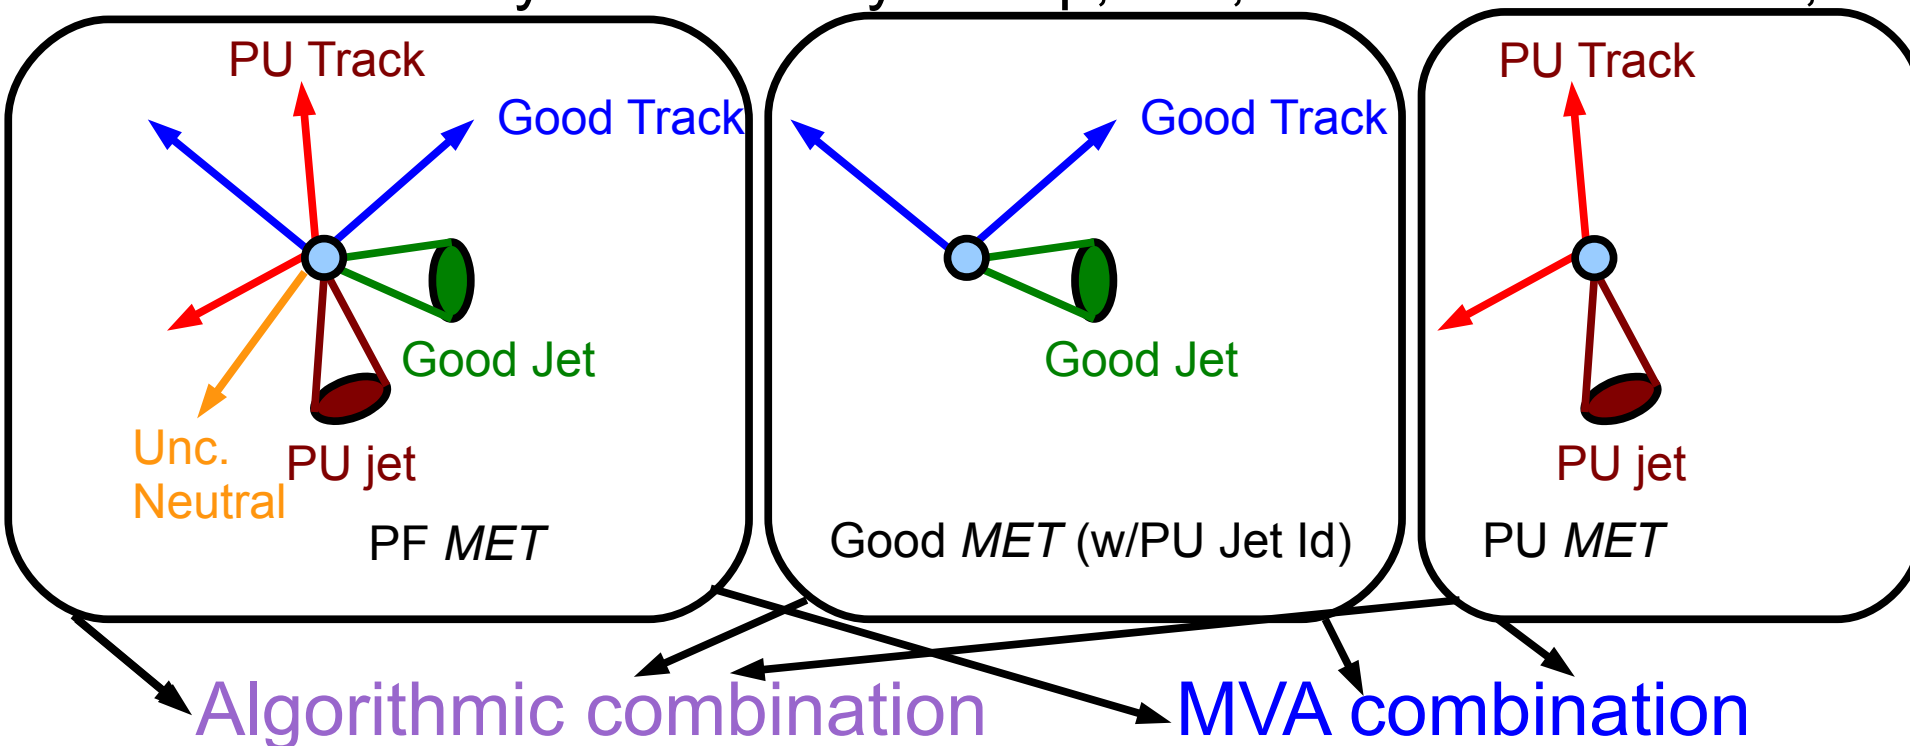 PU Track
Good Track
Good Jet
Unc.
Neutral
PU jet
PF MET
Good Track
Good Jet
Good MET (w/PU Jet Id)
PU Track
PU jet
PU MET
Algorithmic combination
MVA combination